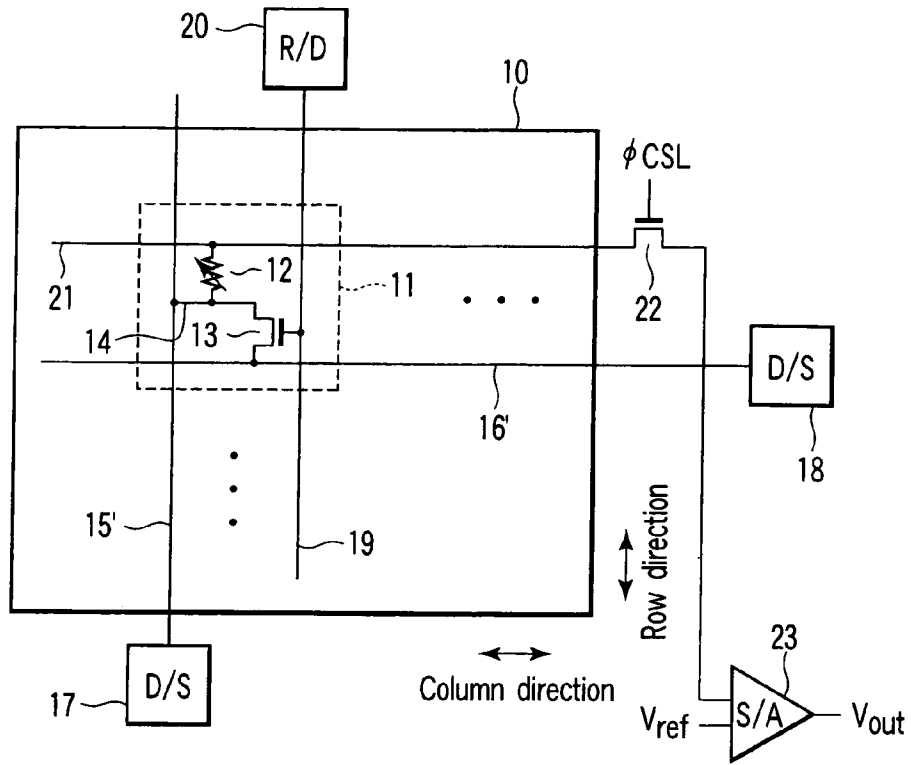 20
R/D
10
φCSL
21
12
11
22
14
13
D/S
16'
18
15'
19
Row direction
17
D/S
Column direction
23
Vref
S/A
Vout